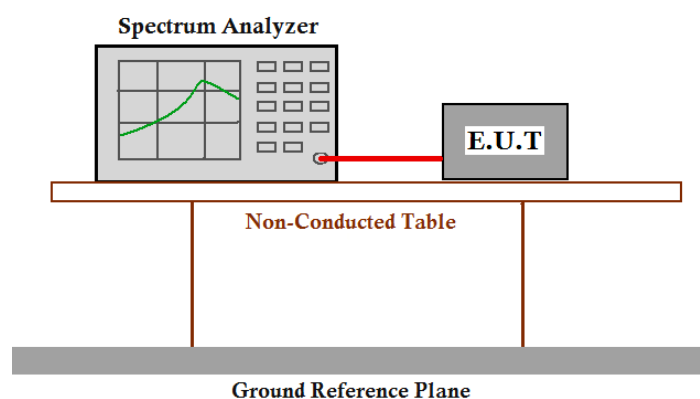 Spectrum Analyzer
E.U.T
Non-Conducted Table
Ground Reference Plane